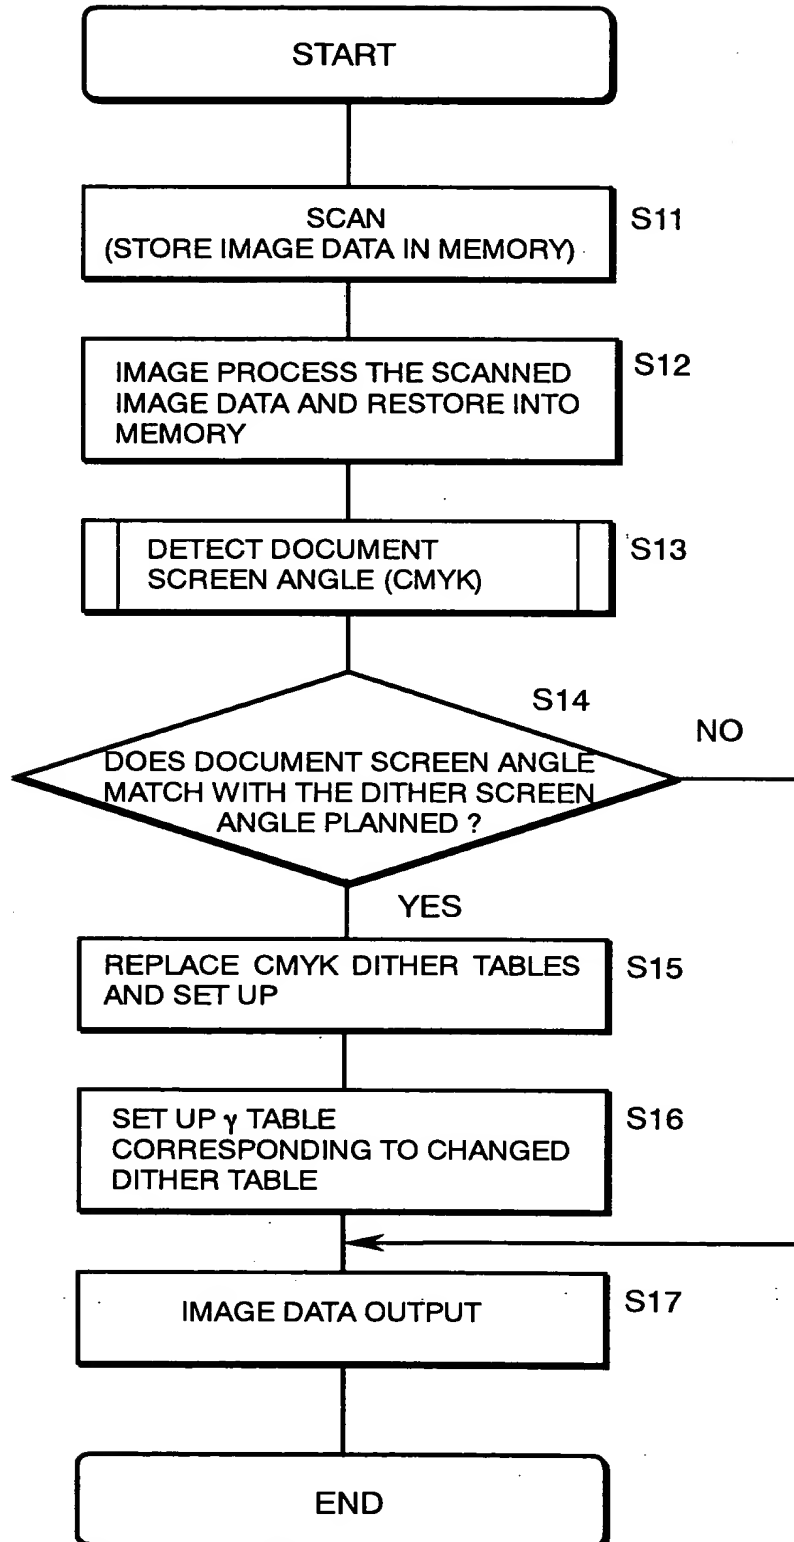 START
SCAN
(STORE IMAGE DATA IN MEMORY)
S11
IMAGE PROCESS THE SCANNED
IMAGE DATA AND RESTORE INTO
MEMORY
S12
DETECT DOCUMENT
SCREEN ANGLE (CMYK)
S13
S14
NO
DOES DOCUMENT SCREEN ANGLE
MATCH WITH THE DITHER SCREEN
ANGLE PLANNED ?
YES
REPLACE CMYK DITHER TABLES
AND SET UP
S15
SET UP γ TABLE
CORRESPONDING TO CHANGED
DITHER TABLE
S16
IMAGE DATA OUTPUT
S17
END